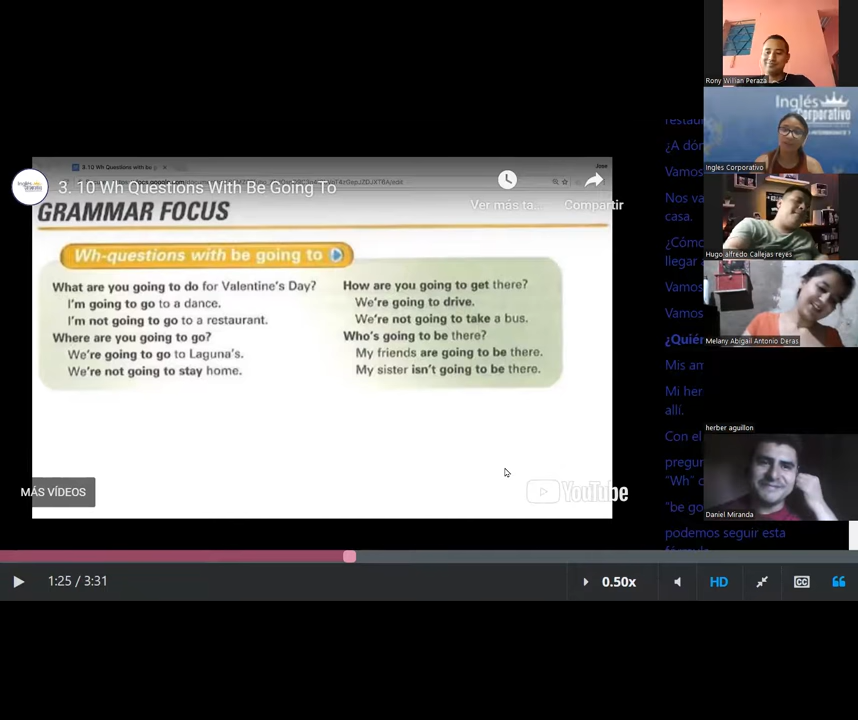 3. 10 Wh Questions With Be Going To
Ver más ta...
Compartir
GRAMMAR FOCUS
Wh-questions with be going to
What are you going to do for Valentine's Day?
I'm going to go to a dance.
I'm not going to go to a restaurant.
Where are you going to go?
We're going to go to Laguna's.
We're not going to stay home.
How are you going to get there?
We're going to drive.
We're not going to take a bus.
Who's going to be there?
My friends are going to be there.
My sister isn't going to be there.
MÁS VÍDEOS
YouTube
1:25 / 3:31
0.50x
HD
CC
¿A dón
Vamos
Nos va
casa.
¿Cómo
llegar
Vamos
Vamos
¿Quién
Mis am
Mi her
allí.
Con el
pregun
"Wh" c
"be go
podemos seguir esta
Rony Willian Peraza
Inglés
Corporativo
Ingles Corporativo
Hugo alfredo Callejas reyes
Melany Abigail Antonio Deras
herber aguillon
Daniel Miranda